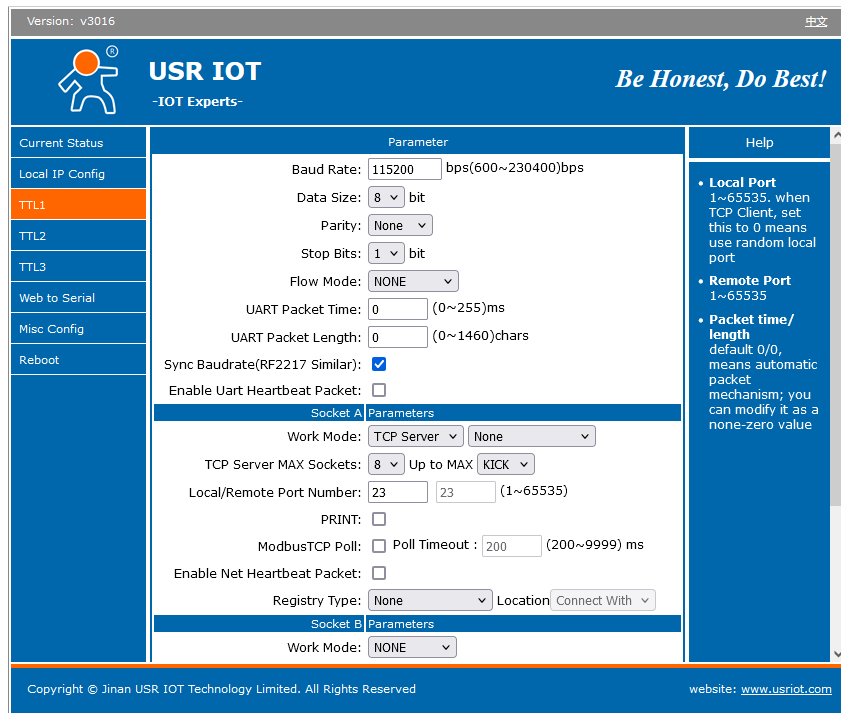 Version: v3016
中文
®
USR IOT
-IOT Experts-
Be Honest, Do Best!
Current Status
Local IP Config
TTL1
TTL2
TTL3
Web to Serial
Misc Config
Reboot
Parameter
Baud Rate: 115200 bps(600~230400)bps
Data Size: 8 bit
Parity: None
Stop Bits: 1 bit
Flow Mode: NONE
UART Packet Time: 0 (0~255)ms
UART Packet Length: 0 (0~1460)chars
Sync Baudrate(RF2217 Similar):
Enable Uart Heartbeat Packet:
Socket A Parameters
Work Mode: TCP Server None
TCP Server MAX Sockets: 8 Up to MAX KICK
Local/Remote Port Number: 23 23 (1~65535)
PRINT:
ModbusTCP Poll: Poll Timeout : 200 (200~9999) ms
Enable Net Heartbeat Packet:
Registry Type: None Location Connect With
Socket B Parameters
Work Mode: NONE
Help
• Local Port
1~65535. when
TCP Client, set
this to 0 means
use random local
port
• Remote Port
1~65535
• Packet time/
length
default 0/0,
means automatic
packet
mechanism; you
can modify it as a
none-zero value
Copyright © Jinan USR IOT Technology Limited. All Rights Reserved
website: www.usriot.com